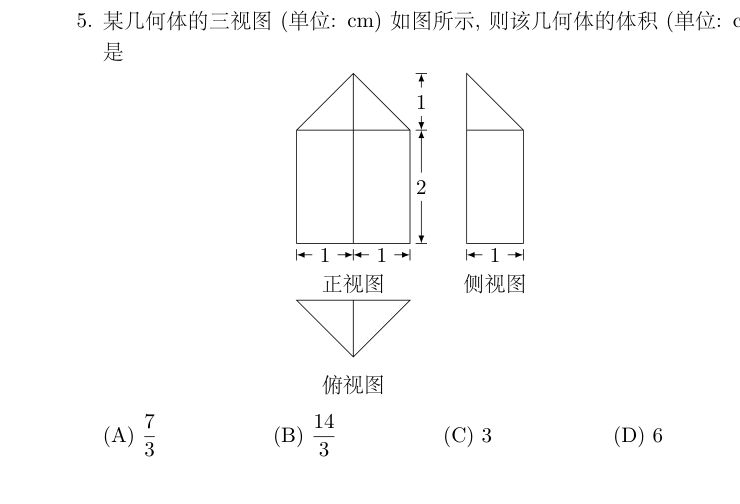 5. 某几何体的三视图 (单位: cm) 如图所示, 则该几何体的体积 (单位: c
是
1
2
1 1 1
正视图 侧视图
俯视图
(A) 7/3 (B) 14/3 (C) 3 (D) 6